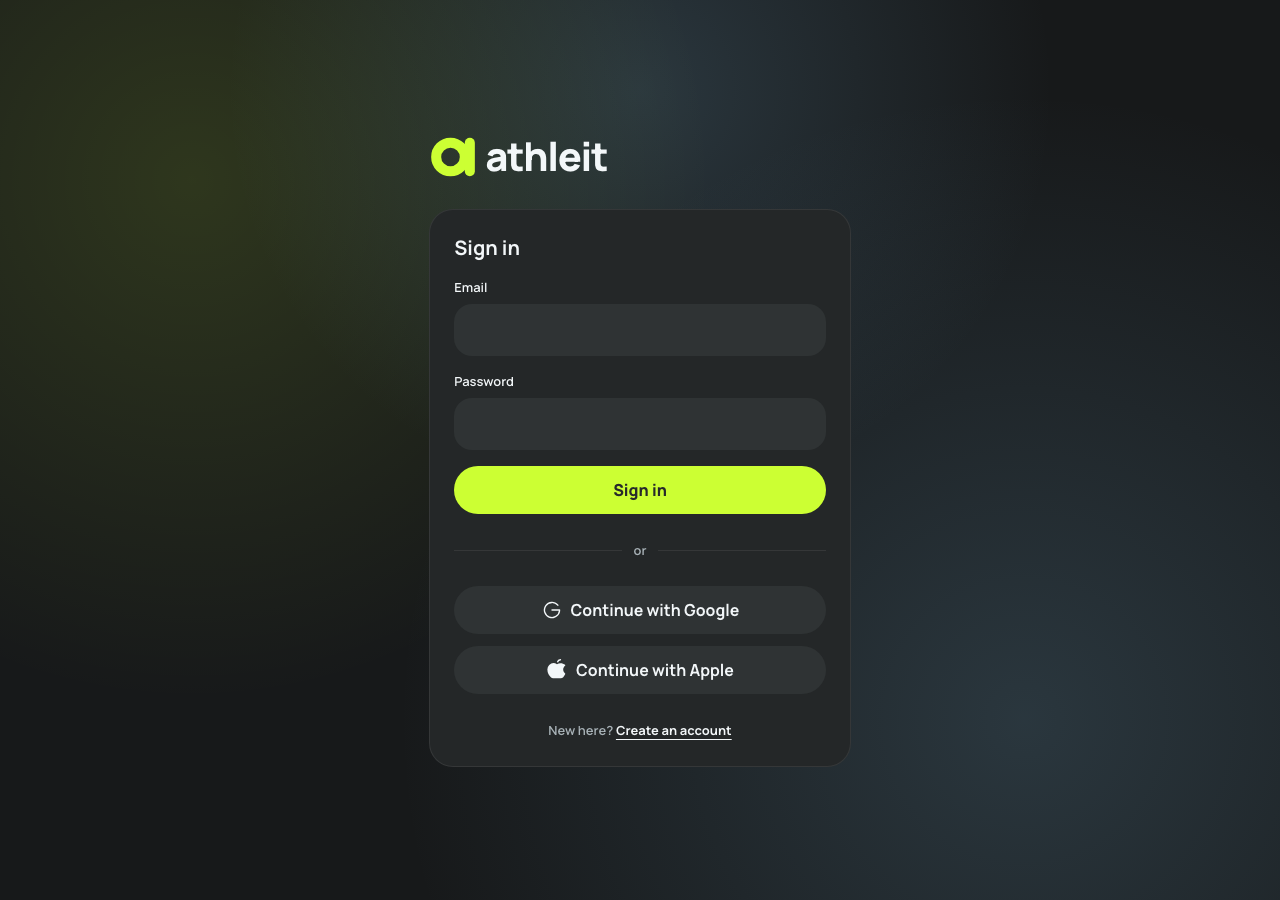 athleit
Sign in
Email
Password
Sign in
or
Continue with Google
Continue with Apple
New here? Create an account